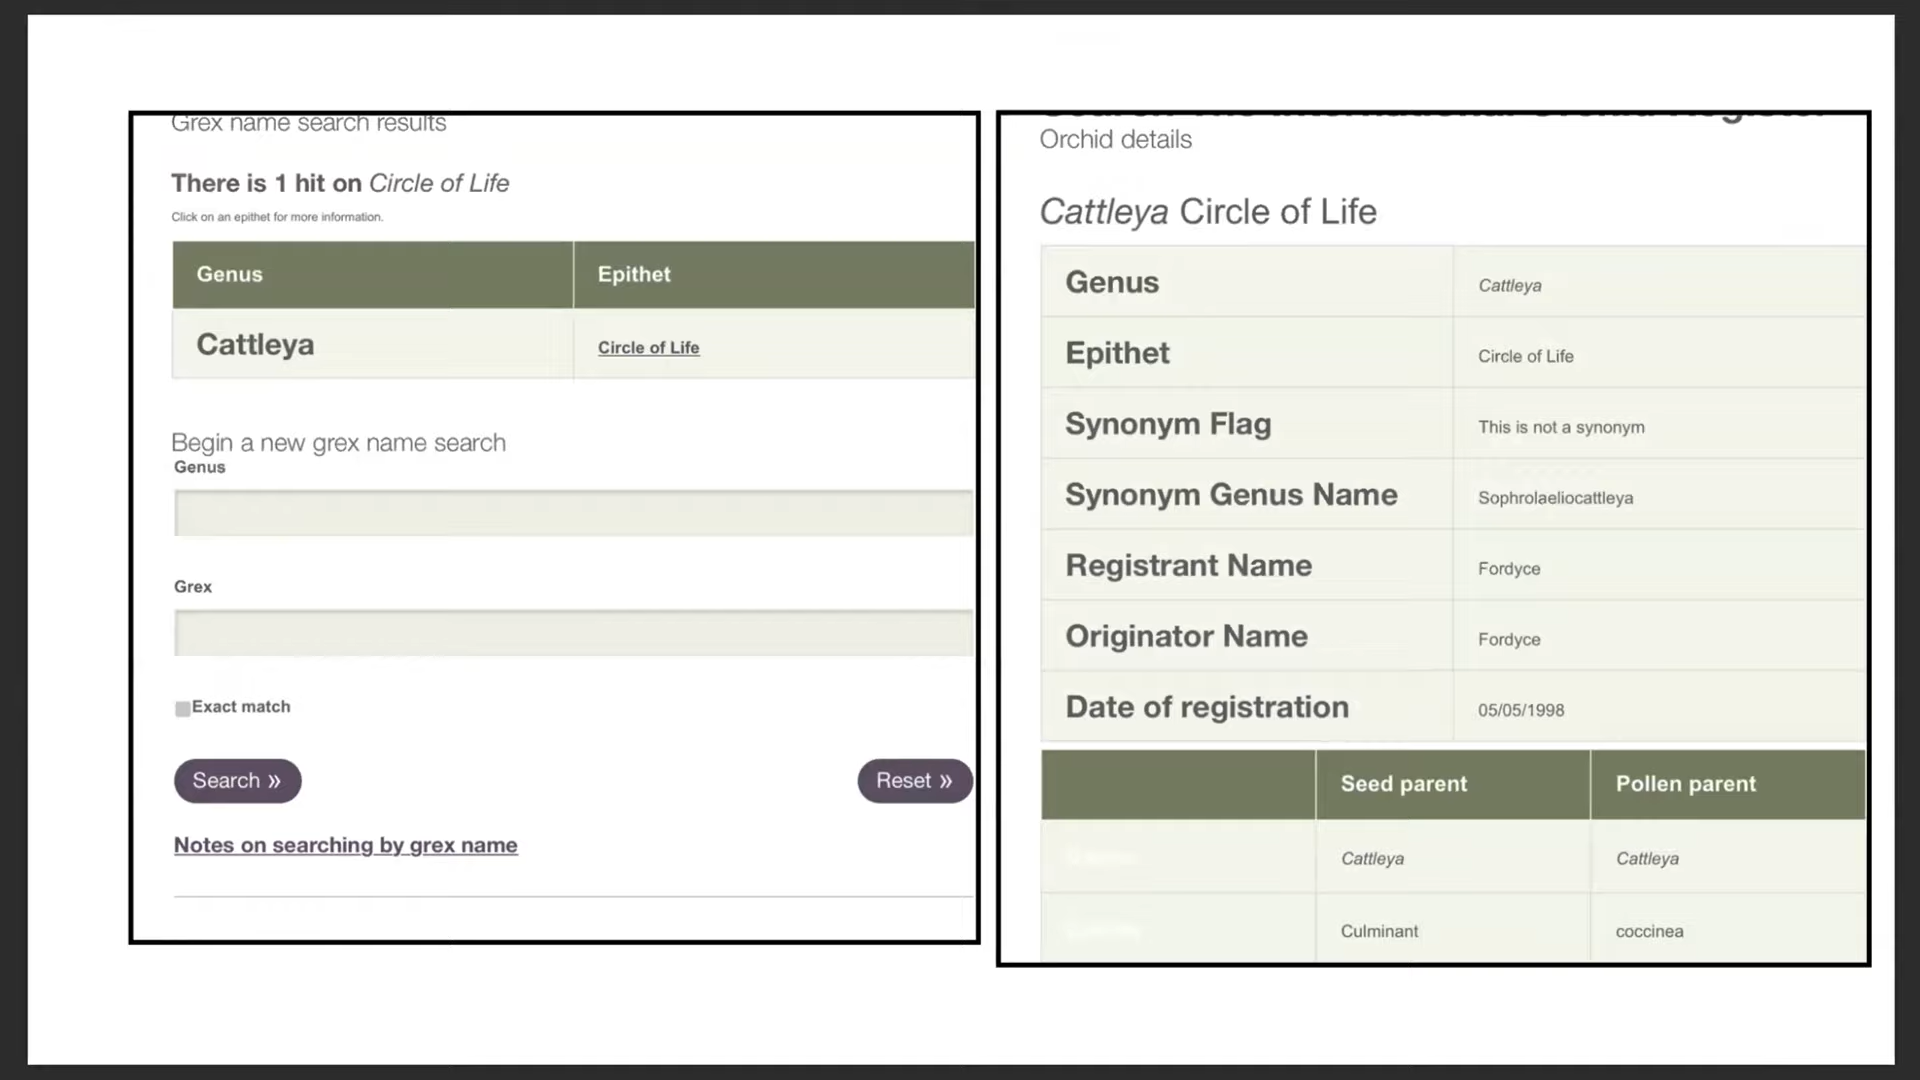 Grex name search results
There is 1 hit on Circle of Life
Click on an epithet for more information.
Genus Epithet
Cattleya Circle of Life
Begin a new grex name search
Genus
Grex
Exact match
Search »
Reset »
Notes on searching by grex name
Orchid details
Cattleya Circle of Life
Genus Cattleya
Epithet Circle of Life
Synonym Flag This is not a synonym
Synonym Genus Name Sophrolaeliocattleya
Registrant Name Fordyce
Originator Name Fordyce
Date of registration 05/05/1998
Seed parent Pollen parent
Cattleya Cattleya
Culminant coccinea